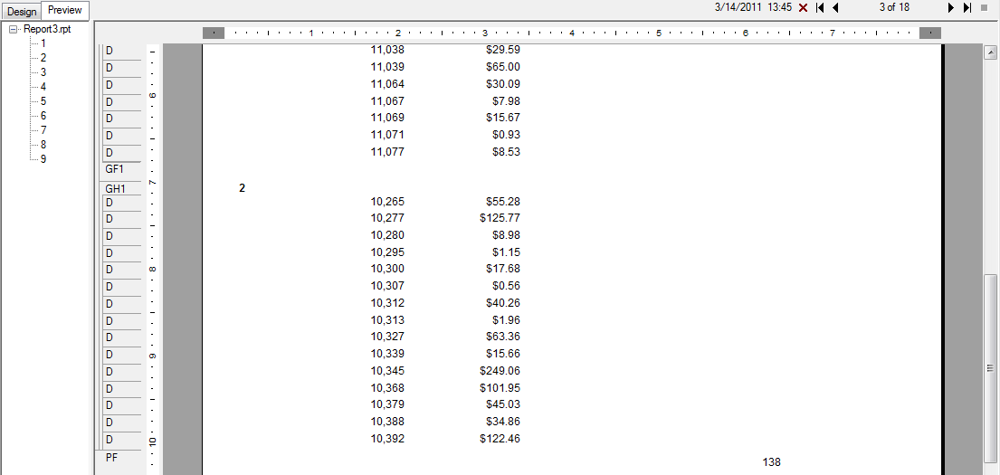 Design Preview 3/14/2011 13:45 3 of 18
Report3.rpt
1
2
3
4
5
6
7
8
9
1 2 3 4 5 6 7
6
7
8
9
10
D 11,038 $29.59
D 11,039 $65.00
D 11,064 $30.09
D 11,067 $7.98
D 11,069 $15.67
D 11,071 $0.93
D 11,077 $8.53
GF1
GH1 2
D 10,265 $55.28
D 10,277 $125.77
D 10,280 $8.98
D 10,295 $1.15
D 10,300 $17.68
D 10,307 $0.56
D 10,312 $40.26
D 10,313 $1.96
D 10,327 $63.36
D 10,339 $15.66
D 10,345 $249.06
D 10,368 $101.95
D 10,379 $45.03
D 10,388 $34.86
D 10,392 $122.46
PF 138